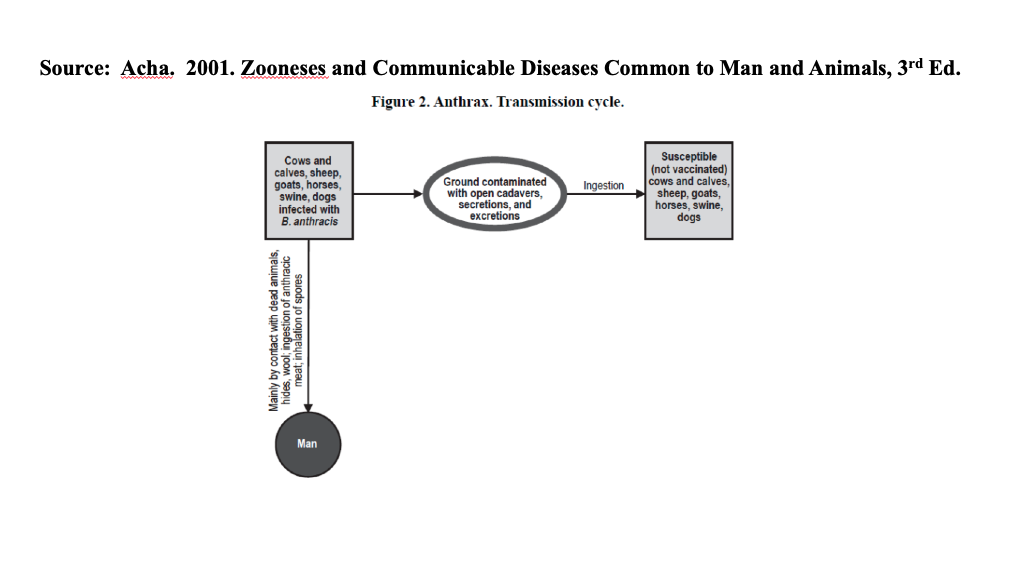 Source: Acha. 2001. Zooneses and Communicable Diseases Common to Man and Animals, 3rd Ed.
Figure 2. Anthrax. Transmission cycle.
Cows and
calves, sheep,
goats, horses,
swine, dogs
infected with
B. anthracis
Ground contaminated
with open cadavers,
secretions, and
excretions
Ingestion
Susceptible
(not vaccinated)
cows and calves,
sheep, goats,
horses, swine,
dogs
Mainly by contact with dead animals,
hides, wool; ingestion of anthracic
meat; inhalation of spores
Man